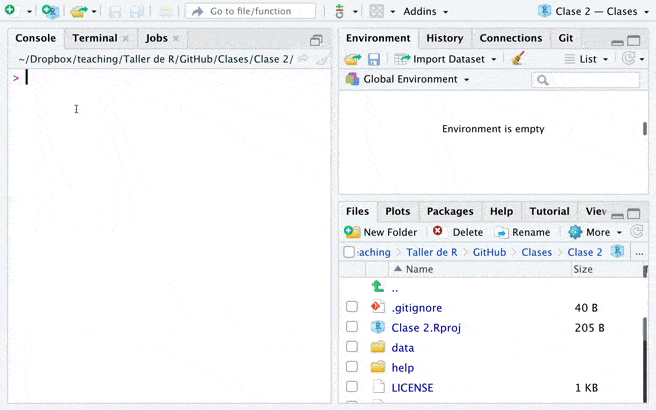 Go to file/function
Addins
Clase 2 — Clases
Console
Terminal
Jobs
~/Dropbox/teaching/Taller de R/GitHub/Clases/Clase 2/
>
Environment
History
Connections
Git
Import Dataset
List
Global Environment
Environment is empty
Files
Plots
Packages
Help
Tutorial
New Folder
Delete
Rename
More
eaching
Taller de R
GitHub
Clases
Clase 2
...
Name
Size
..
.gitignore
40 B
Clase 2.Rproj
205 B
data
help
LICENSE
1 KB